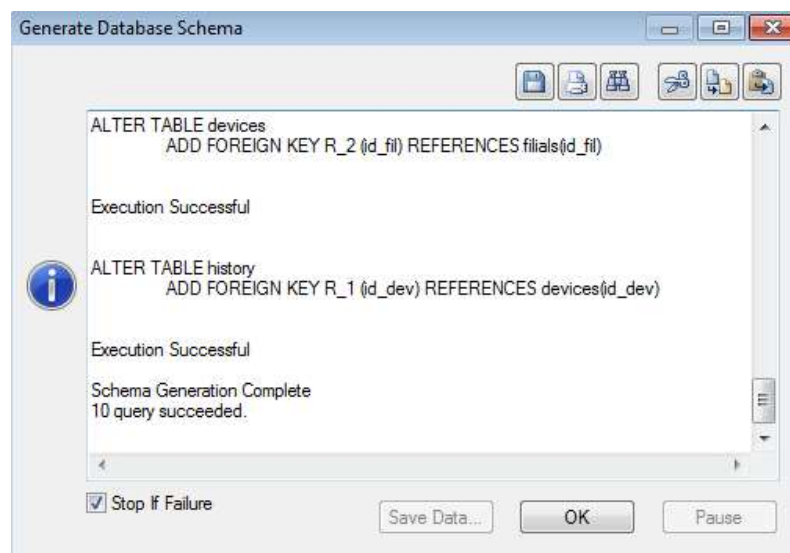 Generate Database Schema
ALTER TABLE devices
ADD FOREIGN KEY R_2 (id_fil) REFERENCES filials(id_fil)
Execution Successful
ALTER TABLE history
ADD FOREIGN KEY R_1 (id_dev) REFERENCES devices(id_dev)
Execution Successful
Schema Generation Complete
10 query succeeded.
Stop If Failure
Save Data...
OK
Pause